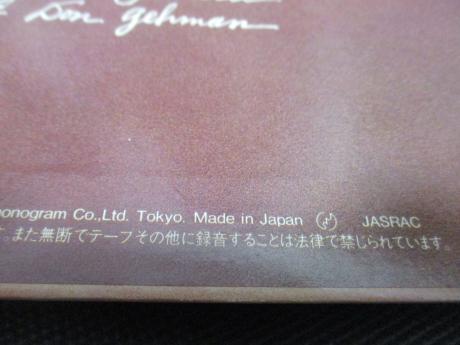 Don Gehman
onogram Co.,Ltd. Tokyo. Made in Japan JASRAC
す。また無断でテープその他に録音することは法律で禁じられています。